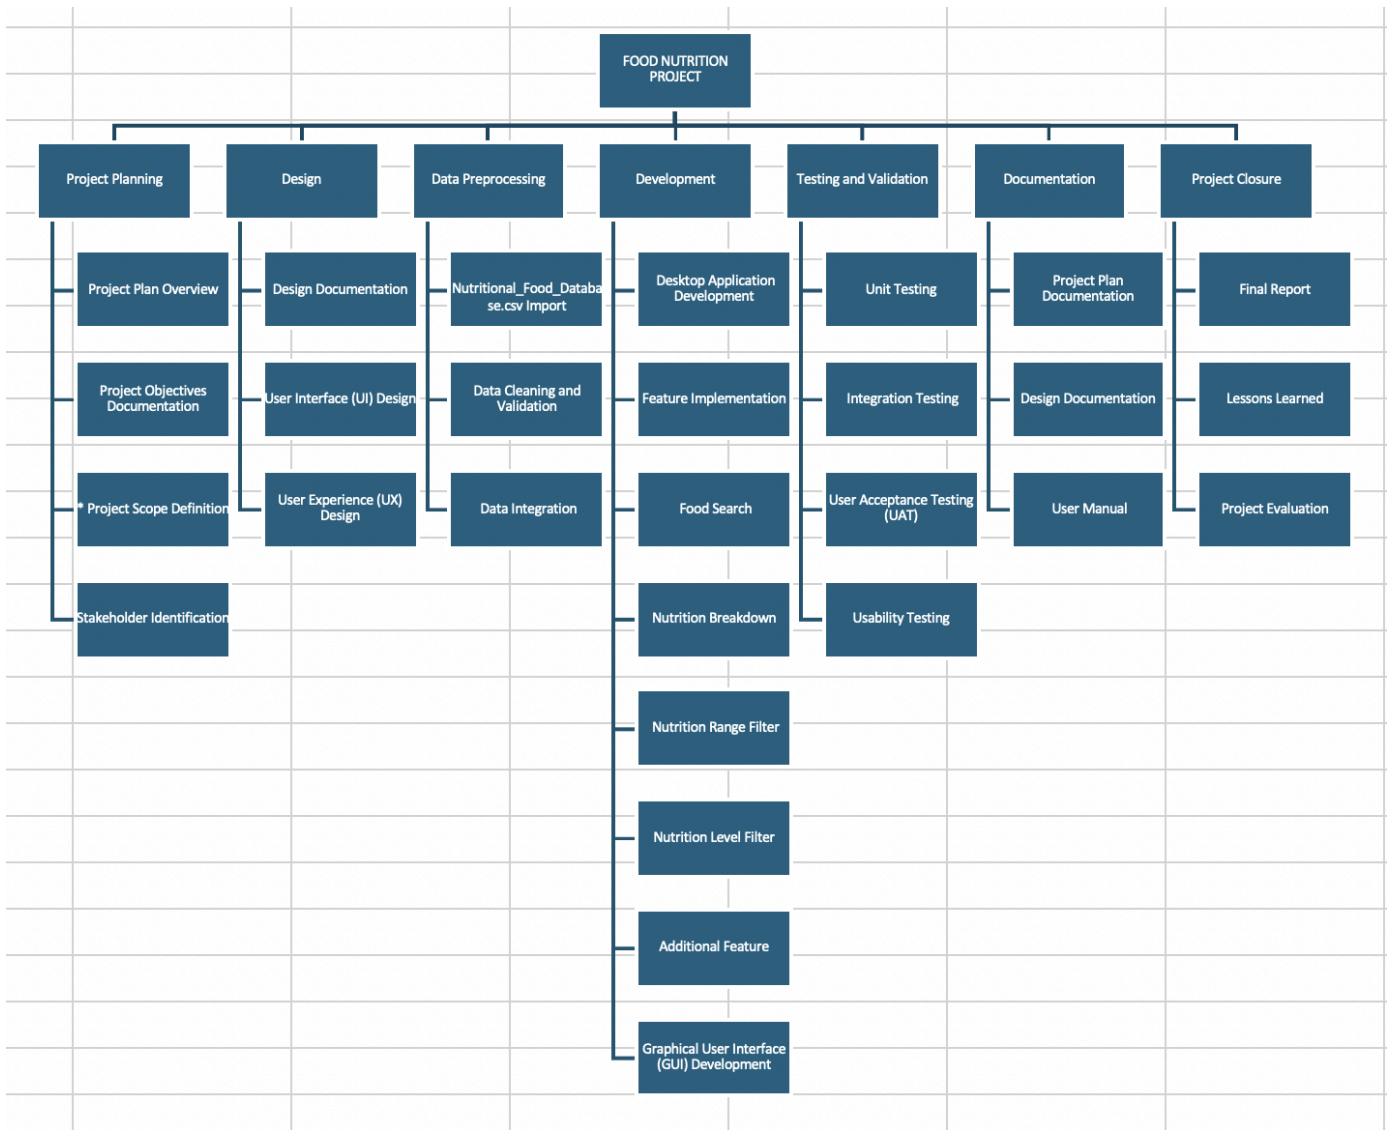 FOOD NUTRITION
PROJECT
Project Planning
Design
Data Preprocessing
Development
Testing and Validation
Documentation
Project Closure
Project Plan Overview
Project Objectives
Documentation
* Project Scope Definition
Stakeholder Identification
Design Documentation
User Interface (UI) Design
User Experience (UX)
Design
Nutritional_Food_Databa
se.csv Import
Data Cleaning and
Validation
Data Integration
Desktop Application
Development
Feature Implementation
Food Search
Nutrition Breakdown
Nutrition Range Filter
Nutrition Level Filter
Additional Feature
Graphical User Interface
(GUI) Development
Unit Testing
Integration Testing
User Acceptance Testing
(UAT)
Usability Testing
Project Plan
Documentation
Design Documentation
User Manual
Final Report
Lessons Learned
Project Evaluation